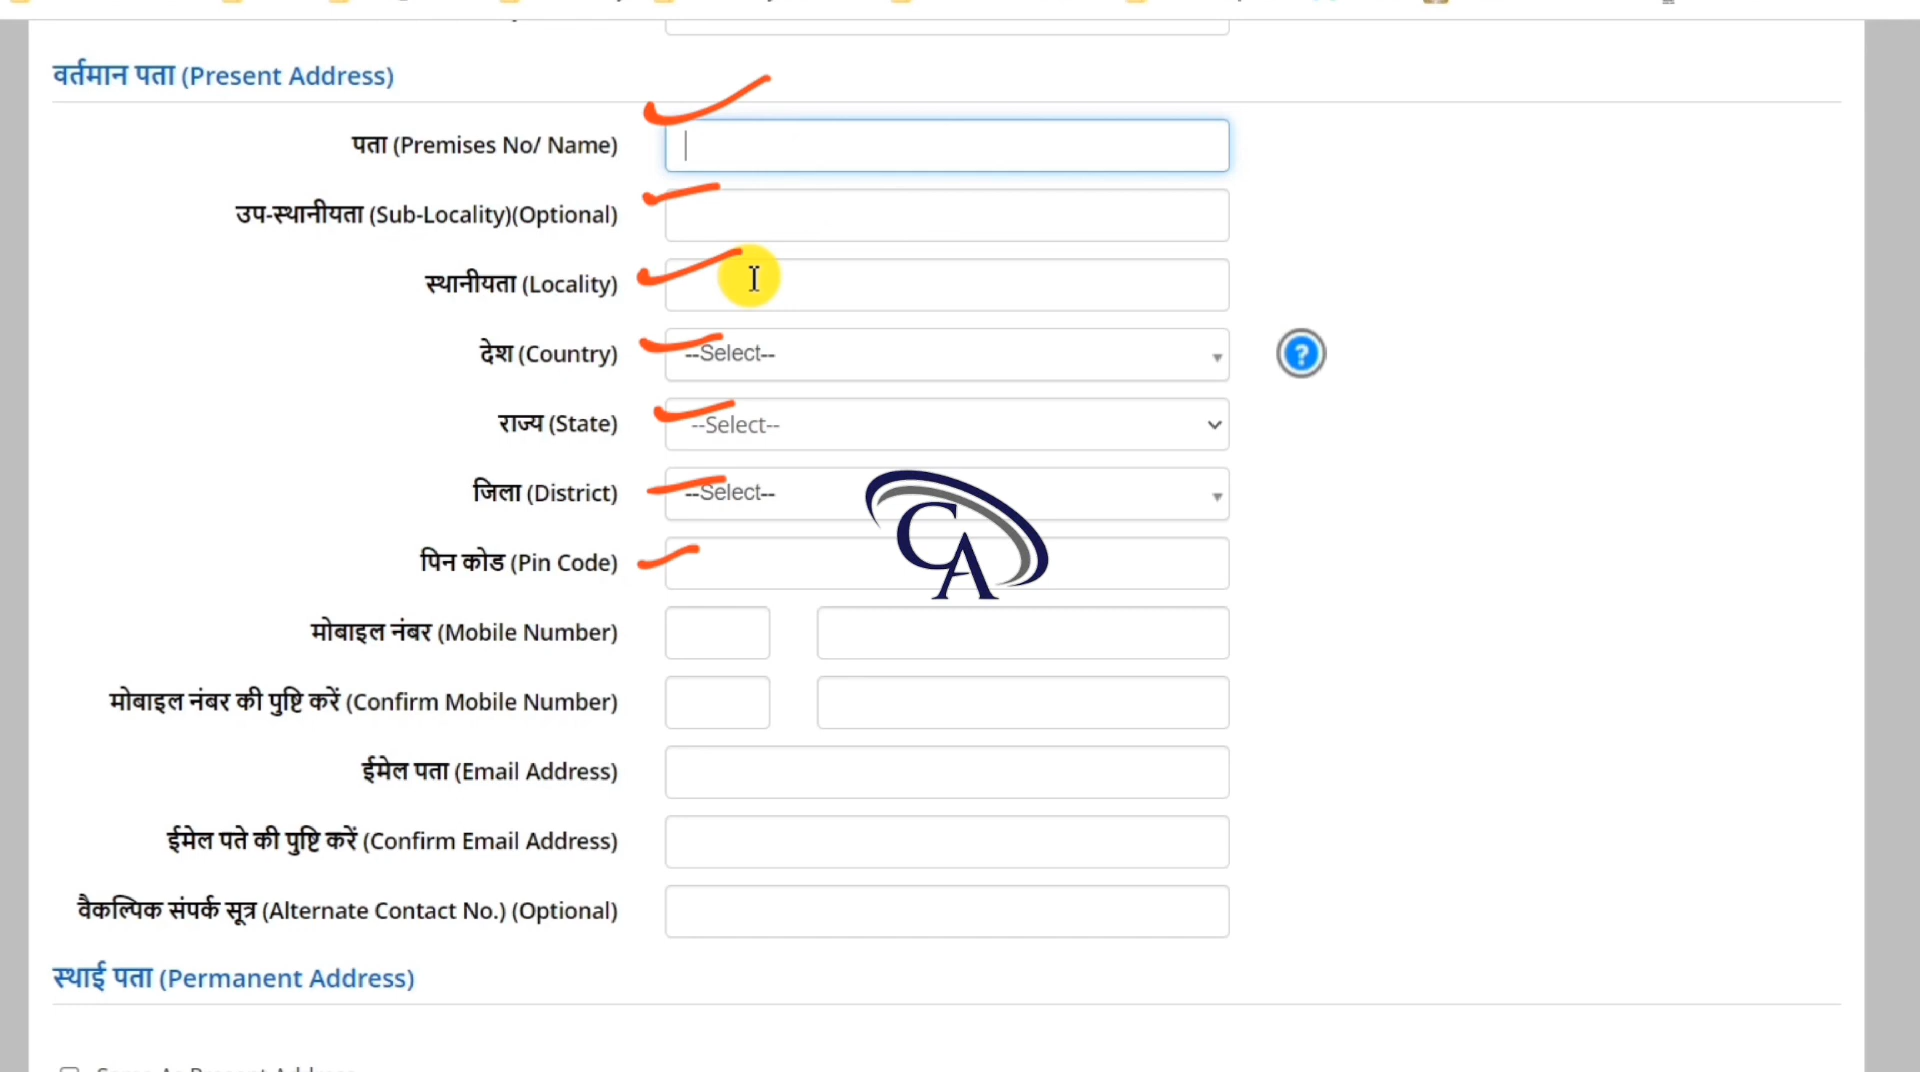 वर्तमान पता (Present Address)
पता (Premises No/ Name)
उप-स्थानीयता (Sub-Locality)(Optional)
स्थानीयता (Locality)
देश (Country) --Select-- ?
राज्य (State) --Select--
जिला (District) --Select--
CA
पिन कोड (Pin Code)
मोबाइल नंबर (Mobile Number)
मोबाइल नंबर की पुष्टि करें (Confirm Mobile Number)
ईमेल पता (Email Address)
ईमेल पते की पुष्टि करें (Confirm Email Address)
वैकल्पिक संपर्क सूत्र (Alternate Contact No.) (Optional)
स्थाई पता (Permanent Address)